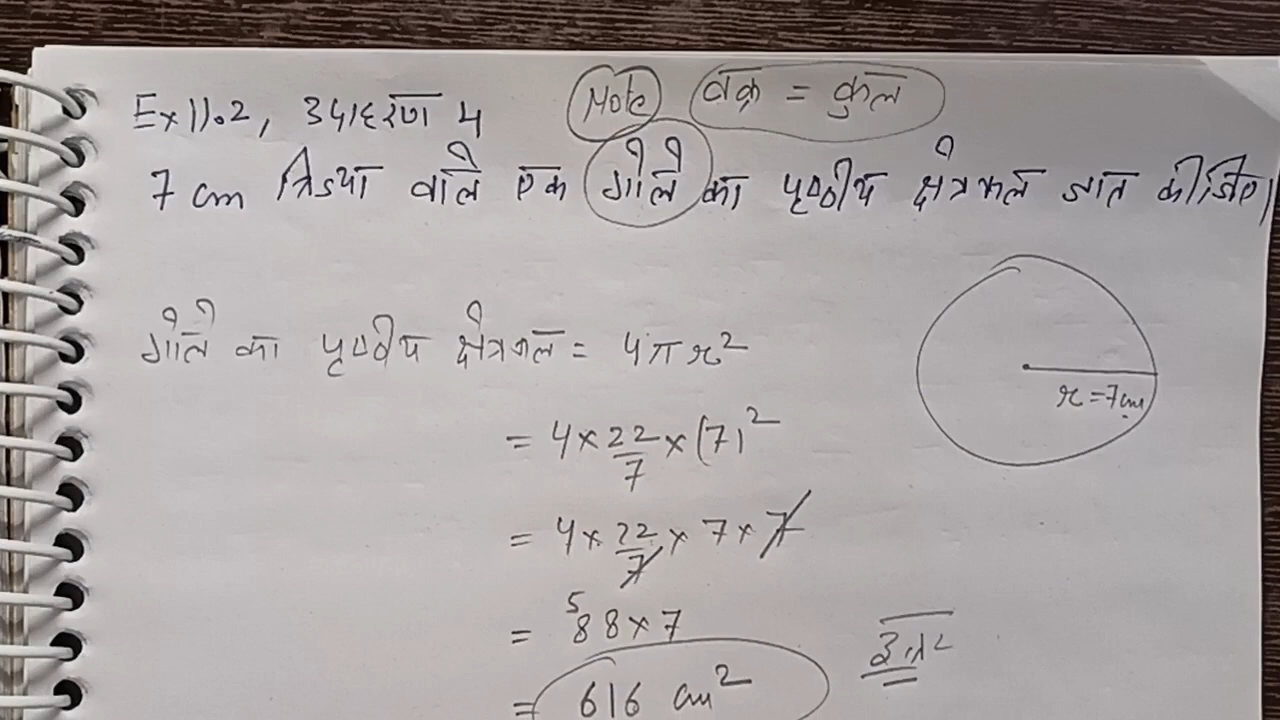 Ex 11.2, उदाहरण 4
Note वक्र = कुल
7 cm त्रिज्या वाले एक गोले का पृष्ठीय क्षेत्रफल ज्ञात कीजिए।
गोले का पृष्ठीय क्षेत्रफल = 4πr²
r = 7cm
= 4 × 22/7 × (7)²
= 4 × 22/7 × 7 × 7
5
= 88 × 7
= 616 cm²
उत्तर